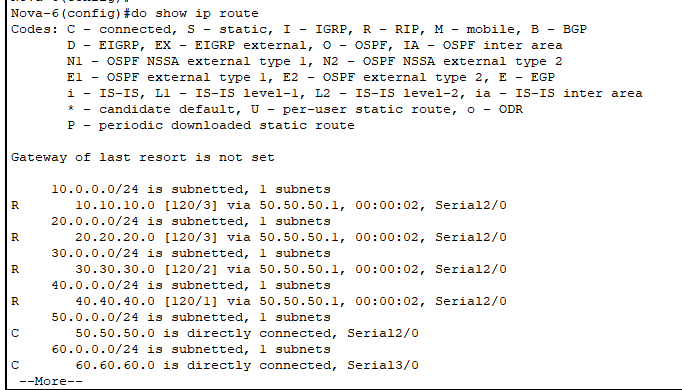 Nova-6(config)#do show ip route
Codes: C - connected, S - static, I - IGRP, R - RIP, M - mobile, B - BGP
       D - EIGRP, EX - EIGRP external, O - OSPF, IA - OSPF inter area
       N1 - OSPF NSSA external type 1, N2 - OSPF NSSA external type 2
       E1 - OSPF external type 1, E2 - OSPF external type 2, E - EGP
       i - IS-IS, L1 - IS-IS level-1, L2 - IS-IS level-2, ia - IS-IS inter area
       * - candidate default, U - per-user static route, o - ODR
       P - periodic downloaded static route
Gateway of last resort is not set
     10.0.0.0/24 is subnetted, 1 subnets
R       10.10.10.0 [120/3] via 50.50.50.1, 00:00:02, Serial2/0
     20.0.0.0/24 is subnetted, 1 subnets
R       20.20.20.0 [120/3] via 50.50.50.1, 00:00:02, Serial2/0
     30.0.0.0/24 is subnetted, 1 subnets
R       30.30.30.0 [120/2] via 50.50.50.1, 00:00:02, Serial2/0
     40.0.0.0/24 is subnetted, 1 subnets
R       40.40.40.0 [120/1] via 50.50.50.1, 00:00:02, Serial2/0
     50.0.0.0/24 is subnetted, 1 subnets
C       50.50.50.0 is directly connected, Serial2/0
     60.0.0.0/24 is subnetted, 1 subnets
C       60.60.60.0 is directly connected, Serial3/0
 --More--